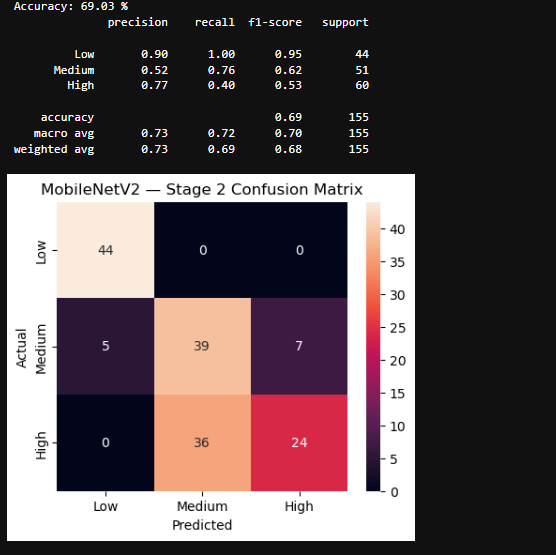 Accuracy: 69.03 %
precision recall f1-score support
Low 0.90 1.00 0.95 44
Medium 0.52 0.76 0.62 51
High 0.77 0.40 0.53 60
accuracy 0.69 155
macro avg 0.73 0.72 0.70 155
weighted avg 0.73 0.69 0.68 155
MobileNetV2 — Stage 2 Confusion Matrix
Low 44 0 0
Actual
Medium 5 39 7
High 0 36 24
Low Medium High
Predicted
40
35
30
25
20
15
10
5
0